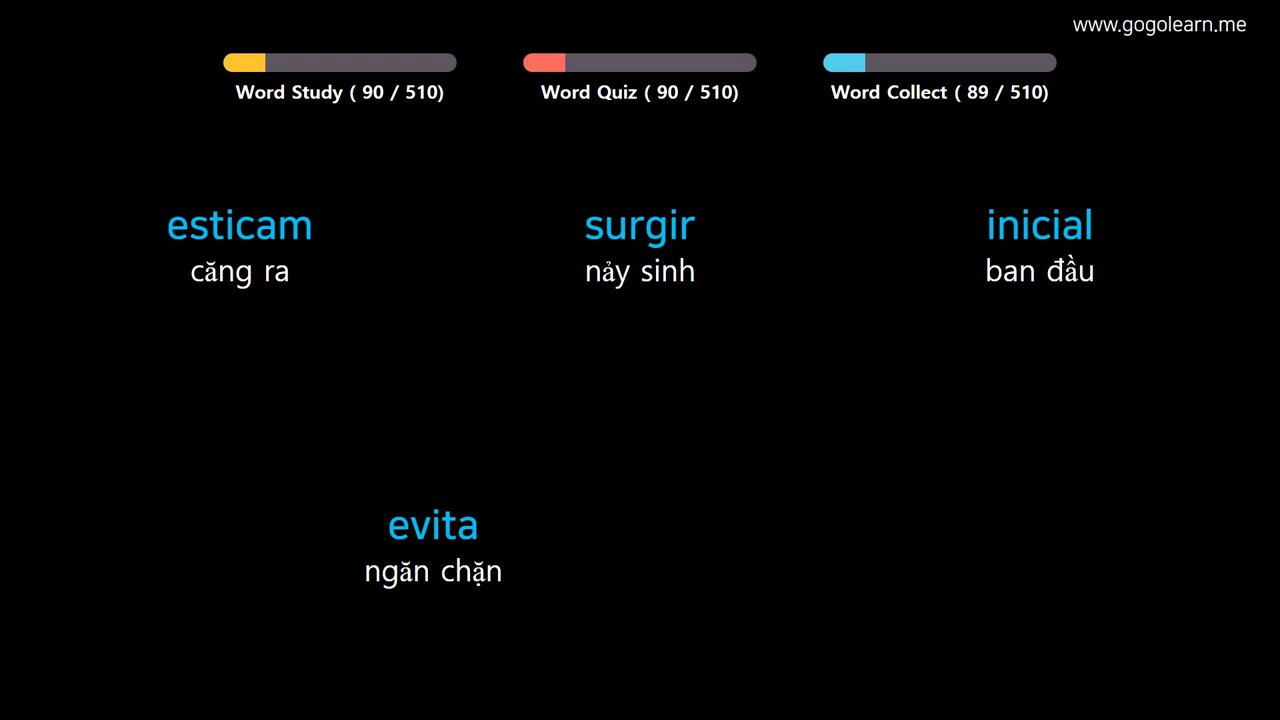 www.gogolearn.me
Word Study ( 90 / 510)
Word Quiz ( 90 / 510)
Word Collect ( 89 / 510)
esticam
căng ra
surgir
nảy sinh
inicial
ban đầu
evita
ngăn chặn